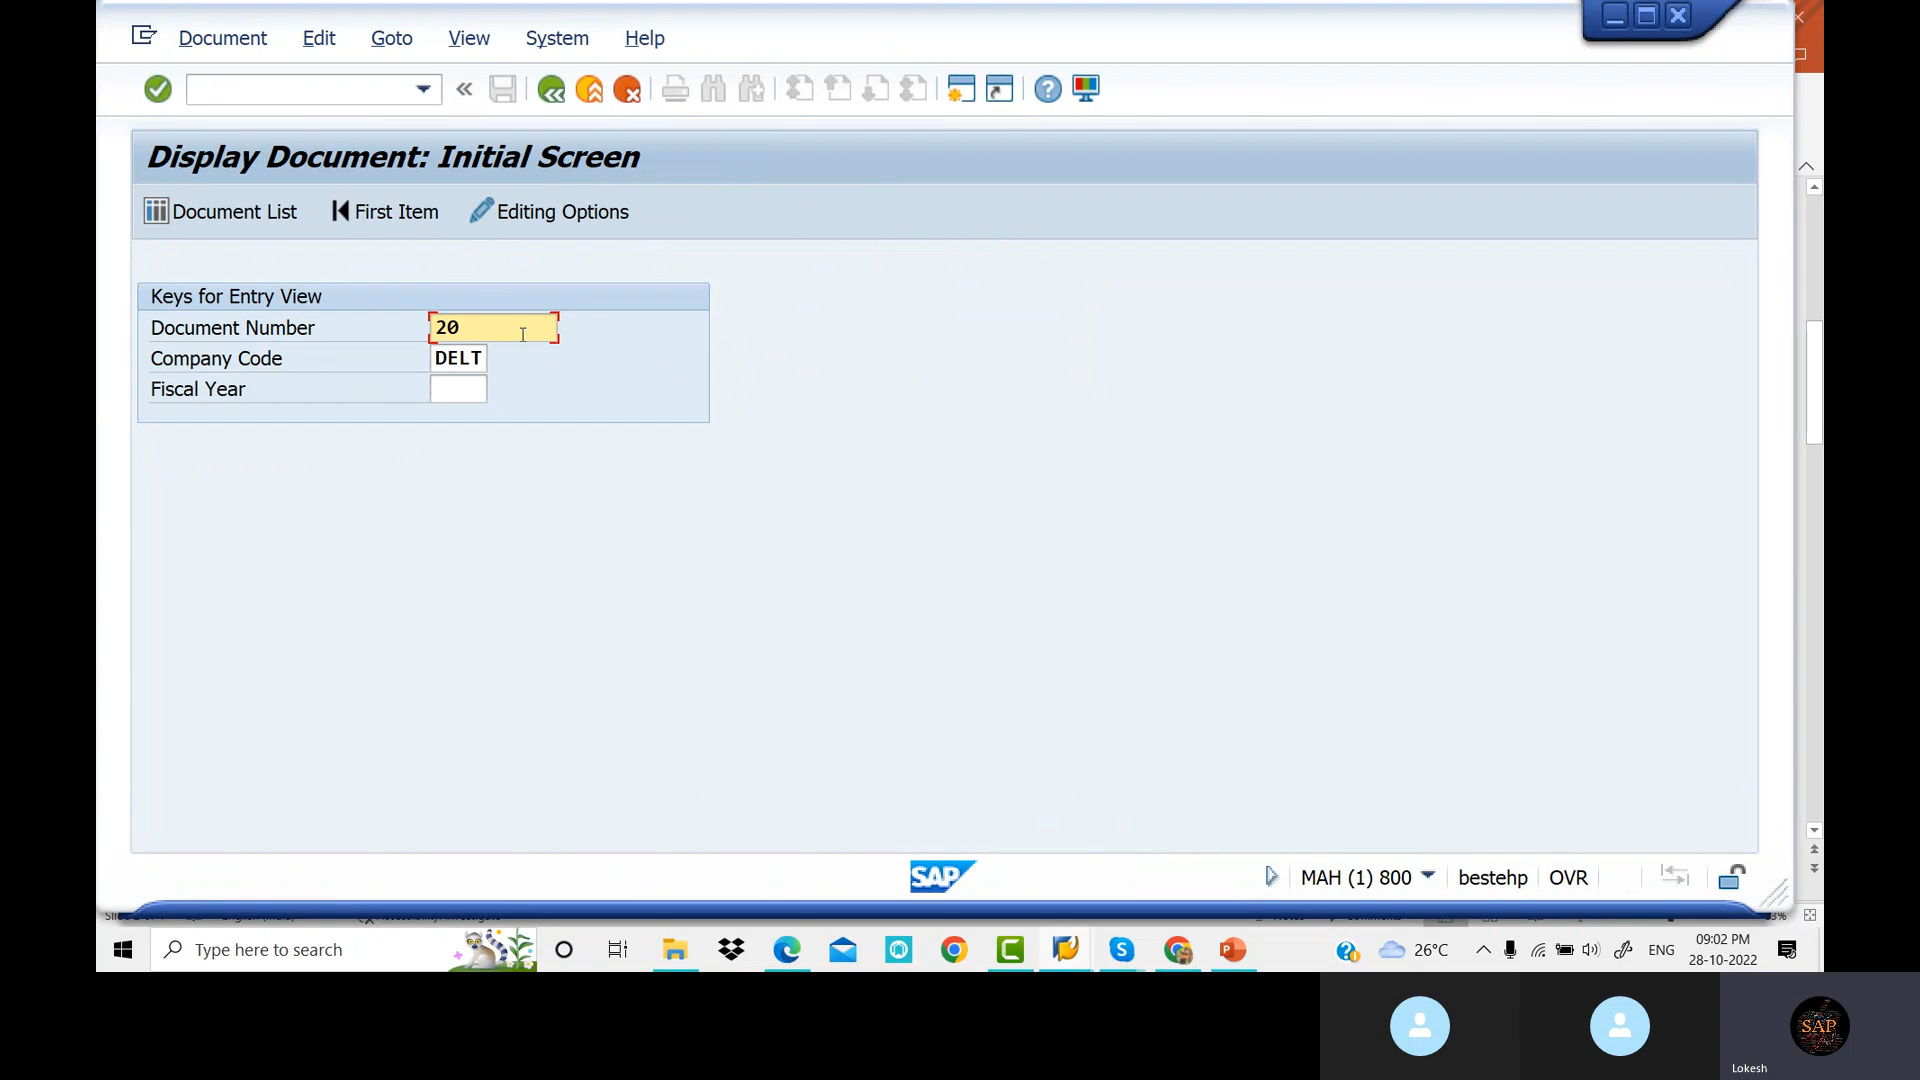 Document Edit Goto View System Help
Display Document: Initial Screen
Document List First Item Editing Options
Keys for Entry View
Document Number 20
Company Code DELT
Fiscal Year
SAP MAH (1) 800 bestehp OVR
Type here to search 26°C ENG 09:02 PM
28-10-2022
SAP
Lokesh